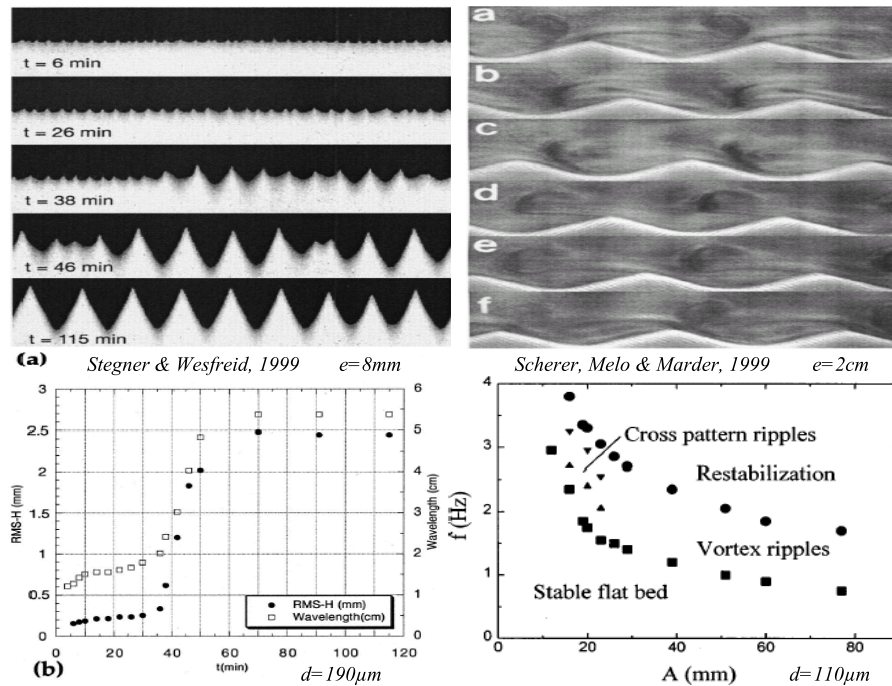 t = 6 min
t = 26 min
t = 38 min
t = 46 min
t = 115 min
(a)
a
b
c
d
e
f
Stegner & Wesfreid, 1999 e=8mm
Scherer, Melo & Marder, 1999 e=2cm
3
2.5
2
1.5
1
0.5
0
RMS-H (mm)
6
5
4
3
2
1
0
Wavelength (cm)
RMS-H (mm)
Wavelength(cm)
0 20 40 60 80 100 120
t(min)
(b)
d=190µm
4
3
2
1
0
f (Hz)
Cross pattern ripples
Restabilization
Vortex ripples
Stable flat bed
0 20 40 60 80
A (mm)
d=110µm